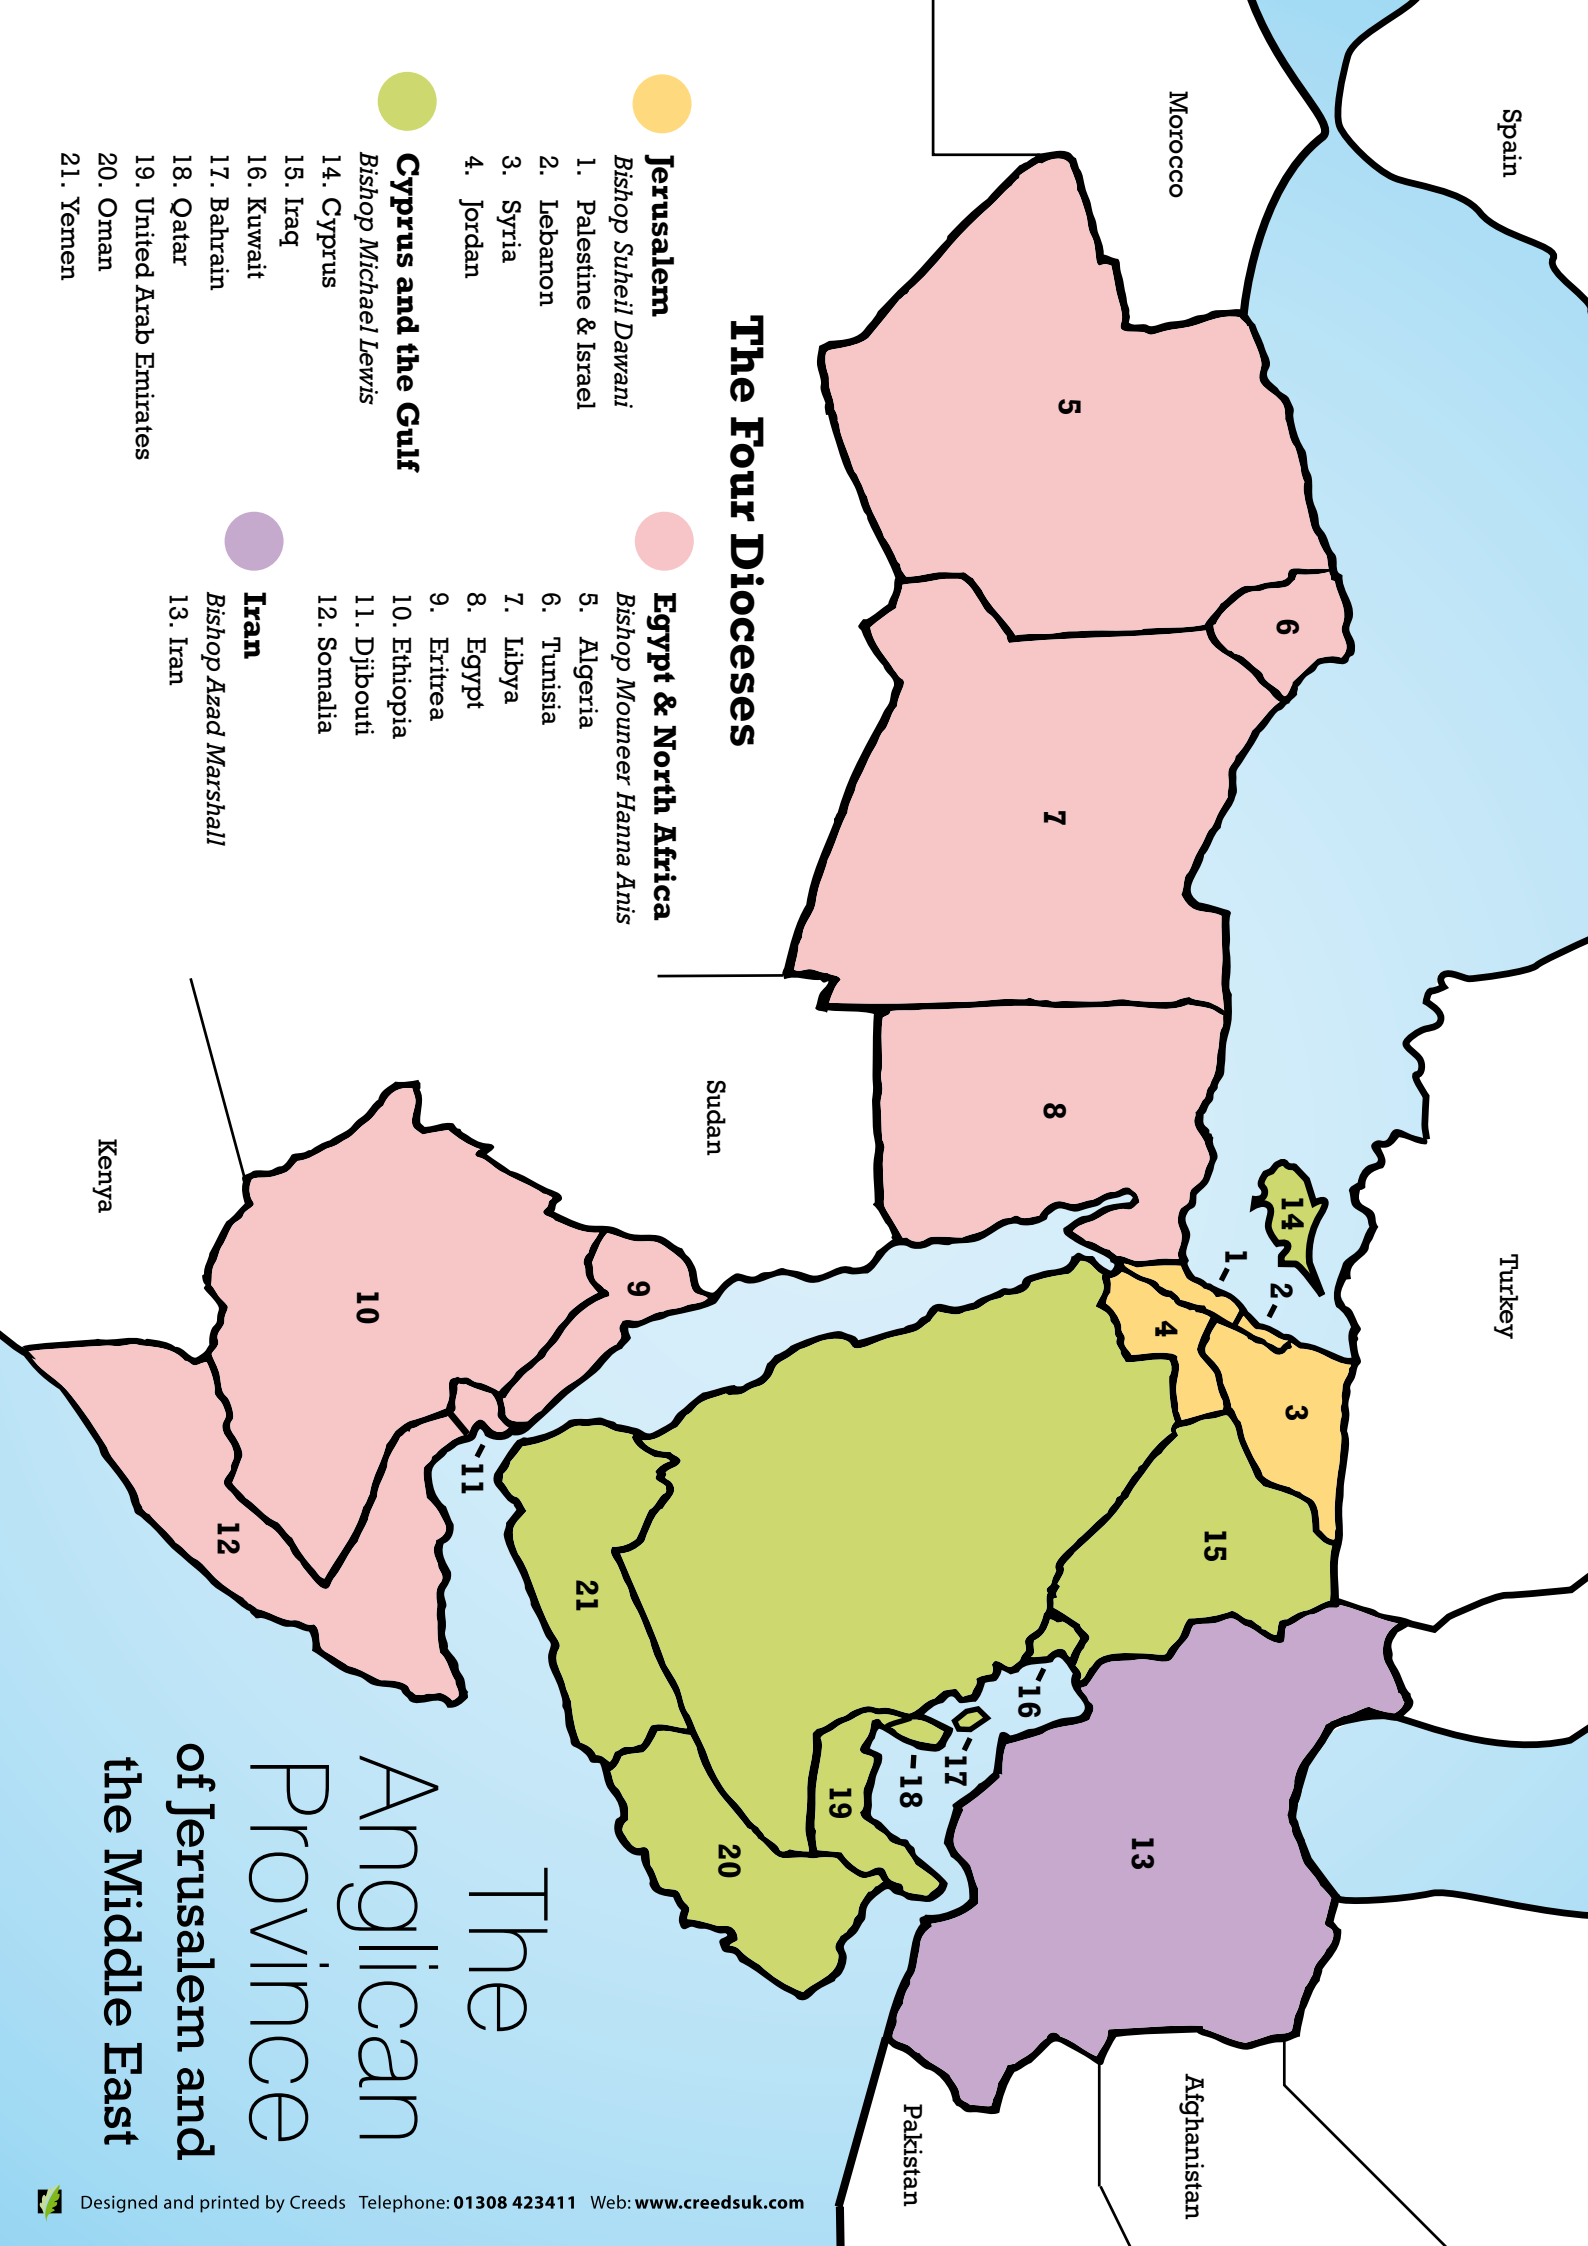 Spain
Morocco
Turkey
Sudan
Kenya
Afghanistan
Pakistan
5
6
7
8
14
1
2
4
3
9
10
11
12
15
16
17
18
19
20
21
13
The Four Dioceses
Jerusalem
Bishop Suheil Dawani
1. Palestine & Israel
2. Lebanon
3. Syria
4. Jordan
Cyprus and the Gulf
Bishop Michael Lewis
14. Cyprus
15. Iraq
16. Kuwait
17. Bahrain
18. Qatar
19. United Arab Emirates
20. Oman
21. Yemen
Egypt & North Africa
Bishop Mouneer Hanna Anis
5. Algeria
6. Tunisia
7. Libya
8. Egypt
9. Eritrea
10. Ethiopia
11. Djibouti
12. Somalia
Iran
Bishop Azad Marshall
13. Iran
The
Anglican
Province
of Jerusalem and
the Middle East
Designed and printed by Creeds Telephone: 01308 423411 Web: www.creedsuk.com